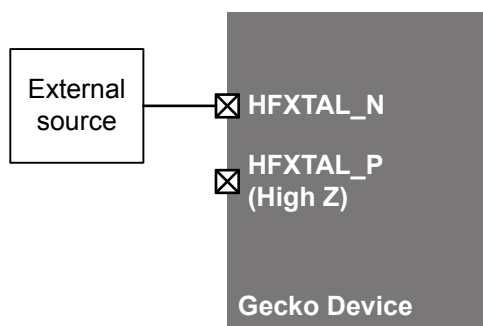 External
source
HFXTAL_N
HFXTAL_P
(High Z)
Gecko Device